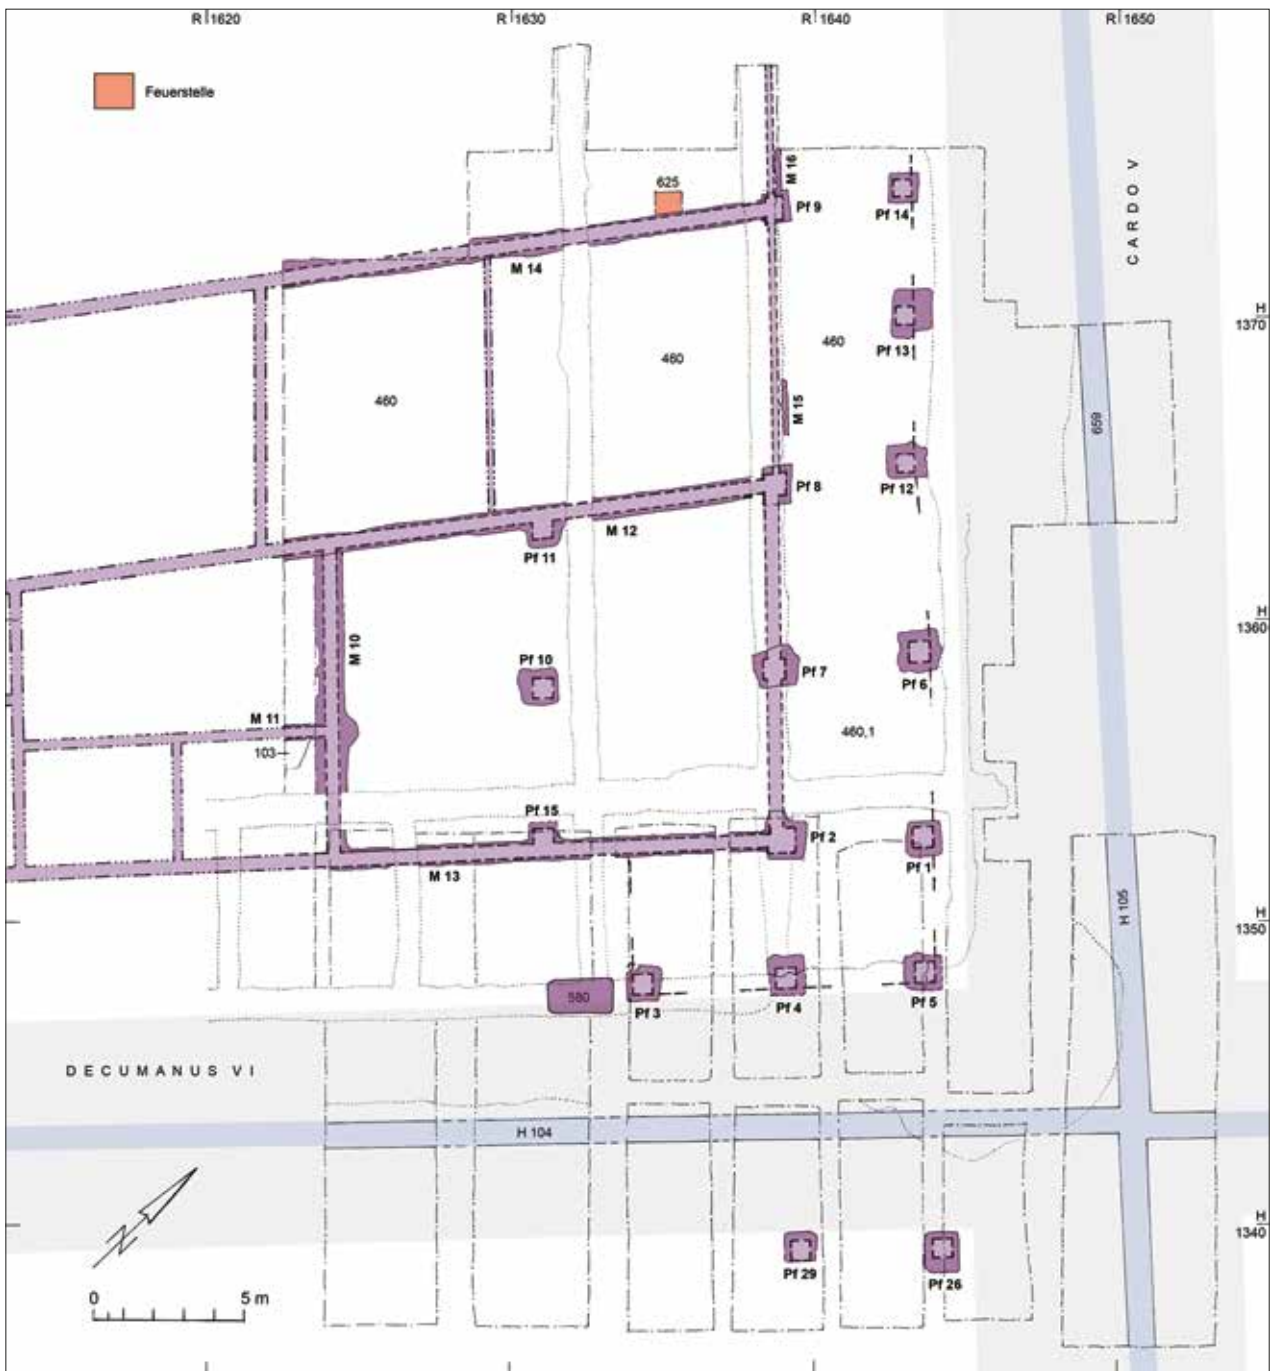 R 1620
R 1630
R 1640
R 1650
Feuerstelle
CARDO V
625
M 16
Pf 9
Pf 14
M 14
H
1370
460
460
460
Pf 13
M 15
659
Pf 12
Pf 8
M 12
Pf 11
H
1360
M 10
Pf 10
Pf 7
Pf 6
M 11
103
460,1
Pf 15
Pf 2
Pf 1
M 13
H 105
H
1350
580
Pf 3
Pf 4
Pf 5
DECUMANUS VI
H 104
H
1340
Pf 29
Pf 26
0 5 m